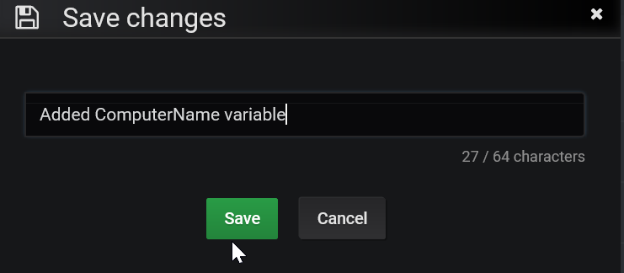 Save changes
Added ComputerName variable
27 / 64 characters
Save
Cancel